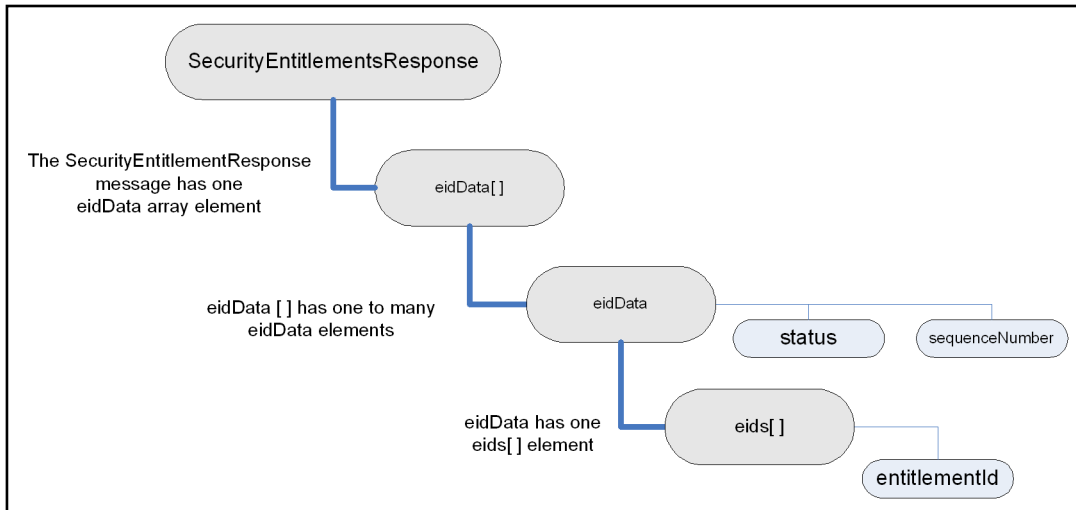 SecurityEntitlementsResponse
The SecurityEntitlementResponse
message has one
eidData array element
eidData[ ]
eidData [ ] has one to many
eidData elements
eidData
status
sequenceNumber
eidData has one
eids[ ] element
eids[ ]
entitlementId